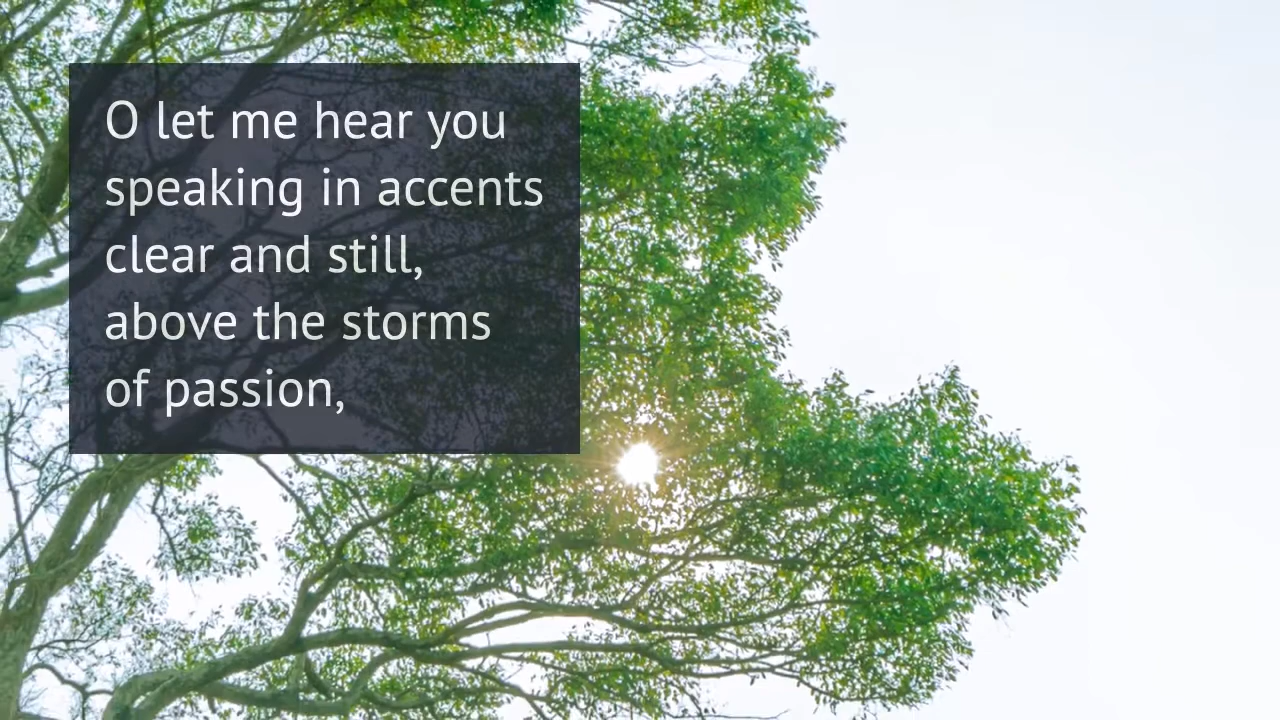 O let me hear you
speaking in accents
clear and still,
above the storms
of passion,